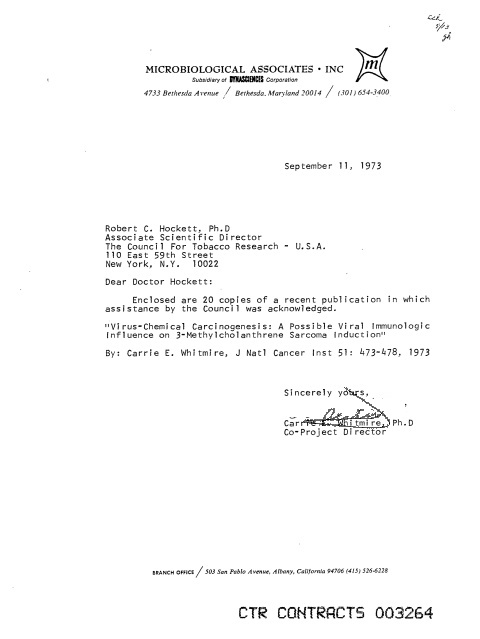 MICROBIOLOGICAL ASSOCIATES • INC
Subsidiary of DYNASCIENCES Corporation
4733 Bethesda Avenue / Bethesda, Maryland 20014 / (301) 654-3400
m
September 11, 1973
Robert C. Hockett, Ph.D
Associate Scientific Director
The Council For Tobacco Research - U.S.A.
110 East 59th Street
New York, N.Y. 10022
Dear Doctor Hockett:
Enclosed are 20 copies of a recent publication in which
assistance by the Council was acknowledged.
"Virus-Chemical Carcinogenesis: A Possible Viral Immunologic
Influence on 3-Methylcholanthrene Sarcoma Induction"
By: Carrie E. Whitmire, J Natl Cancer Inst 51: 473-478, 1973
Sincerely yours,
Carrie E. Whitmire, Ph.D
Co-Project Director
BRANCH OFFICE / 503 San Pablo Avenue, Albany, California 94706 (415) 526-6228
CTR CONTRACTS 003264